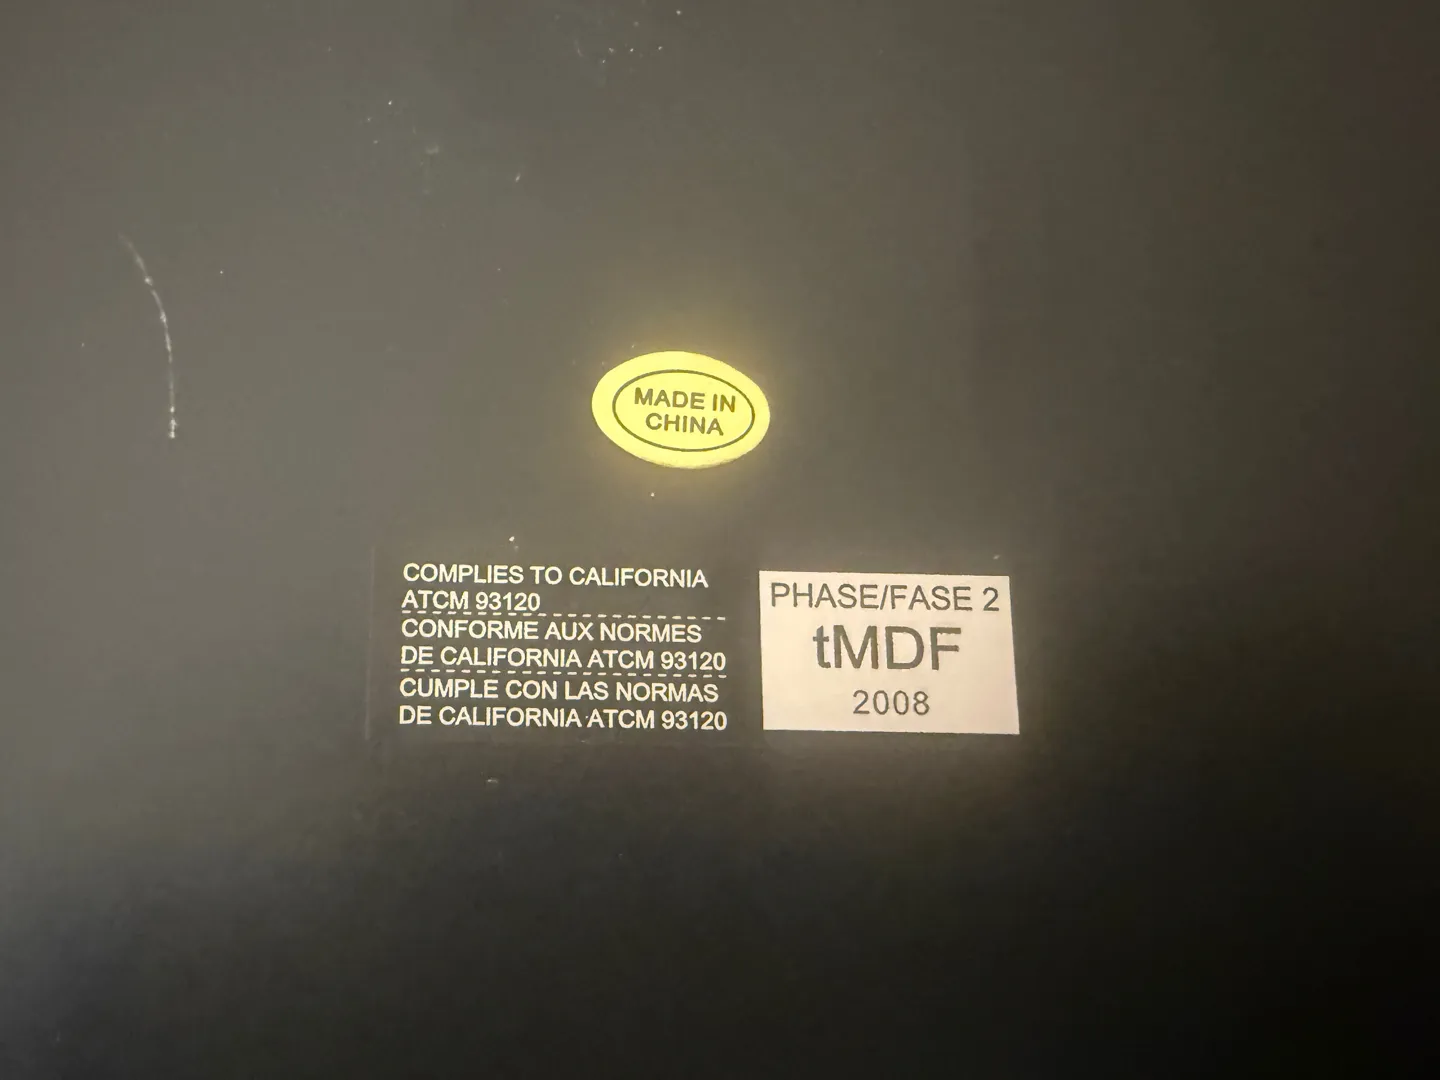 MADE IN
CHINA
COMPLIES TO CALIFORNIA
ATCM 93120
CONFORME AUX NORMES
DE CALIFORNIA ATCM 93120
CUMPLE CON LAS NORMAS
DE CALIFORNIA ATCM 93120
PHASE/FASE 2
tMDF
2008